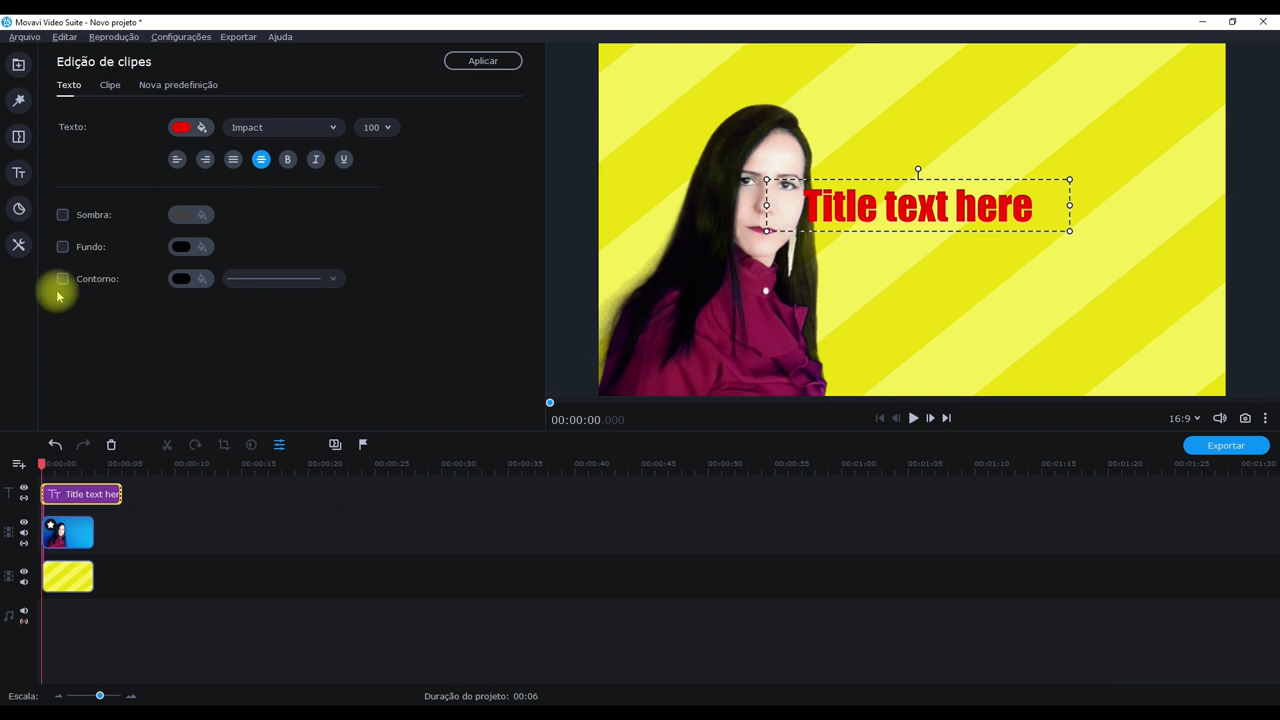 Movavi Video Suite - Novo projeto *
Arquivo Editar Reprodução Configurações Exportar Ajuda
Edição de clipes
Aplicar
Texto Clipe Nova predefinição
Texto:
Impact
100
B I U
Sombra:
Fundo:
Contorno:
Title text here
00:00:00.000
16:9
Exportar
0:00:00 00:00:05 00:00:10 00:00:15 00:00:20 00:00:25 00:00:30 00:00:35 00:00:40 00:00:45 00:00:50 00:00:55 00:01:00 00:01:05 00:01:10 00:01:15 00:01:20 00:01:25 00:01:30
Title text her
Escala:
Duração do projeto: 00:06